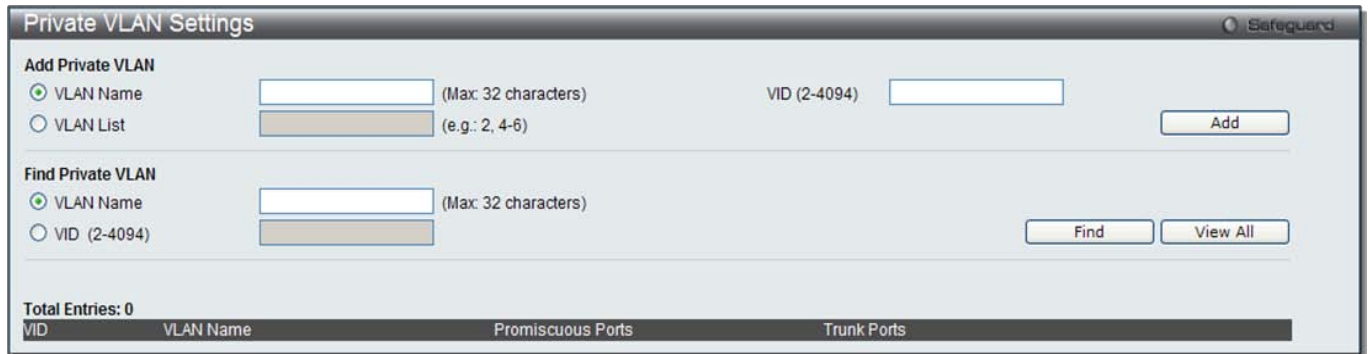 Private VLAN Settings
Safeguard
Add Private VLAN
VLAN Name (Max: 32 characters) VID (2-4094)
VLAN List (e.g.: 2, 4-6) Add
Find Private VLAN
VLAN Name (Max: 32 characters)
VID (2-4094) Find View All
Total Entries: 0
VID VLAN Name Promiscuous Ports Trunk Ports